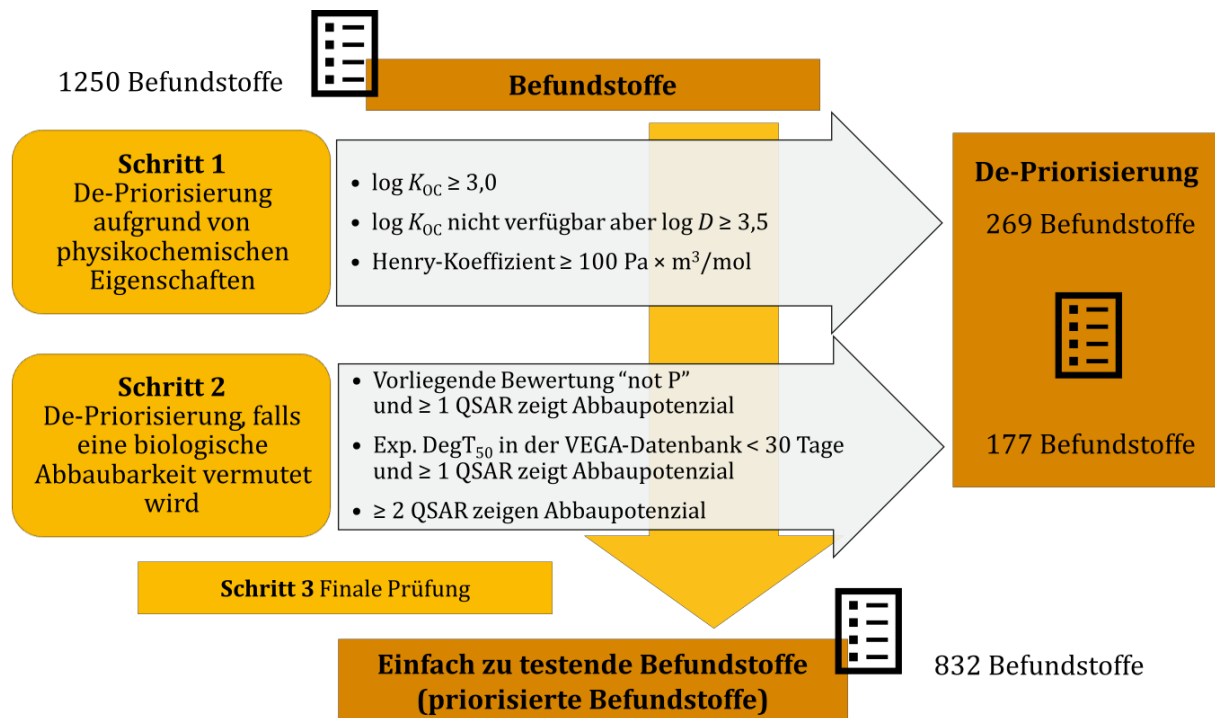 1250 Befundstoffe
Befundstoffe
Schritt 1
De-Priorisierung
aufgrund von
physikochemischen
Eigenschaften
• log K_OC ≥ 3,0
• log K_OC nicht verfügbar aber log D ≥ 3,5
• Henry-Koeffizient ≥ 100 Pa × m³/mol
De-Priorisierung
269 Befundstoffe
Schritt 2
De-Priorisierung, falls
eine biologische
Abbaubarkeit vermutet
wird
• Vorliegende Bewertung “not P”
und ≥ 1 QSAR zeigt Abbaupotenzial
• Exp. DegT₅₀ in der VEGA-Datenbank < 30 Tage
und ≥ 1 QSAR zeigt Abbaupotenzial
• ≥ 2 QSAR zeigen Abbaupotenzial
177 Befundstoffe
Schritt 3 Finale Prüfung
Einfach zu testende Befundstoffe
(priorisierte Befundstoffe)
832 Befundstoffe